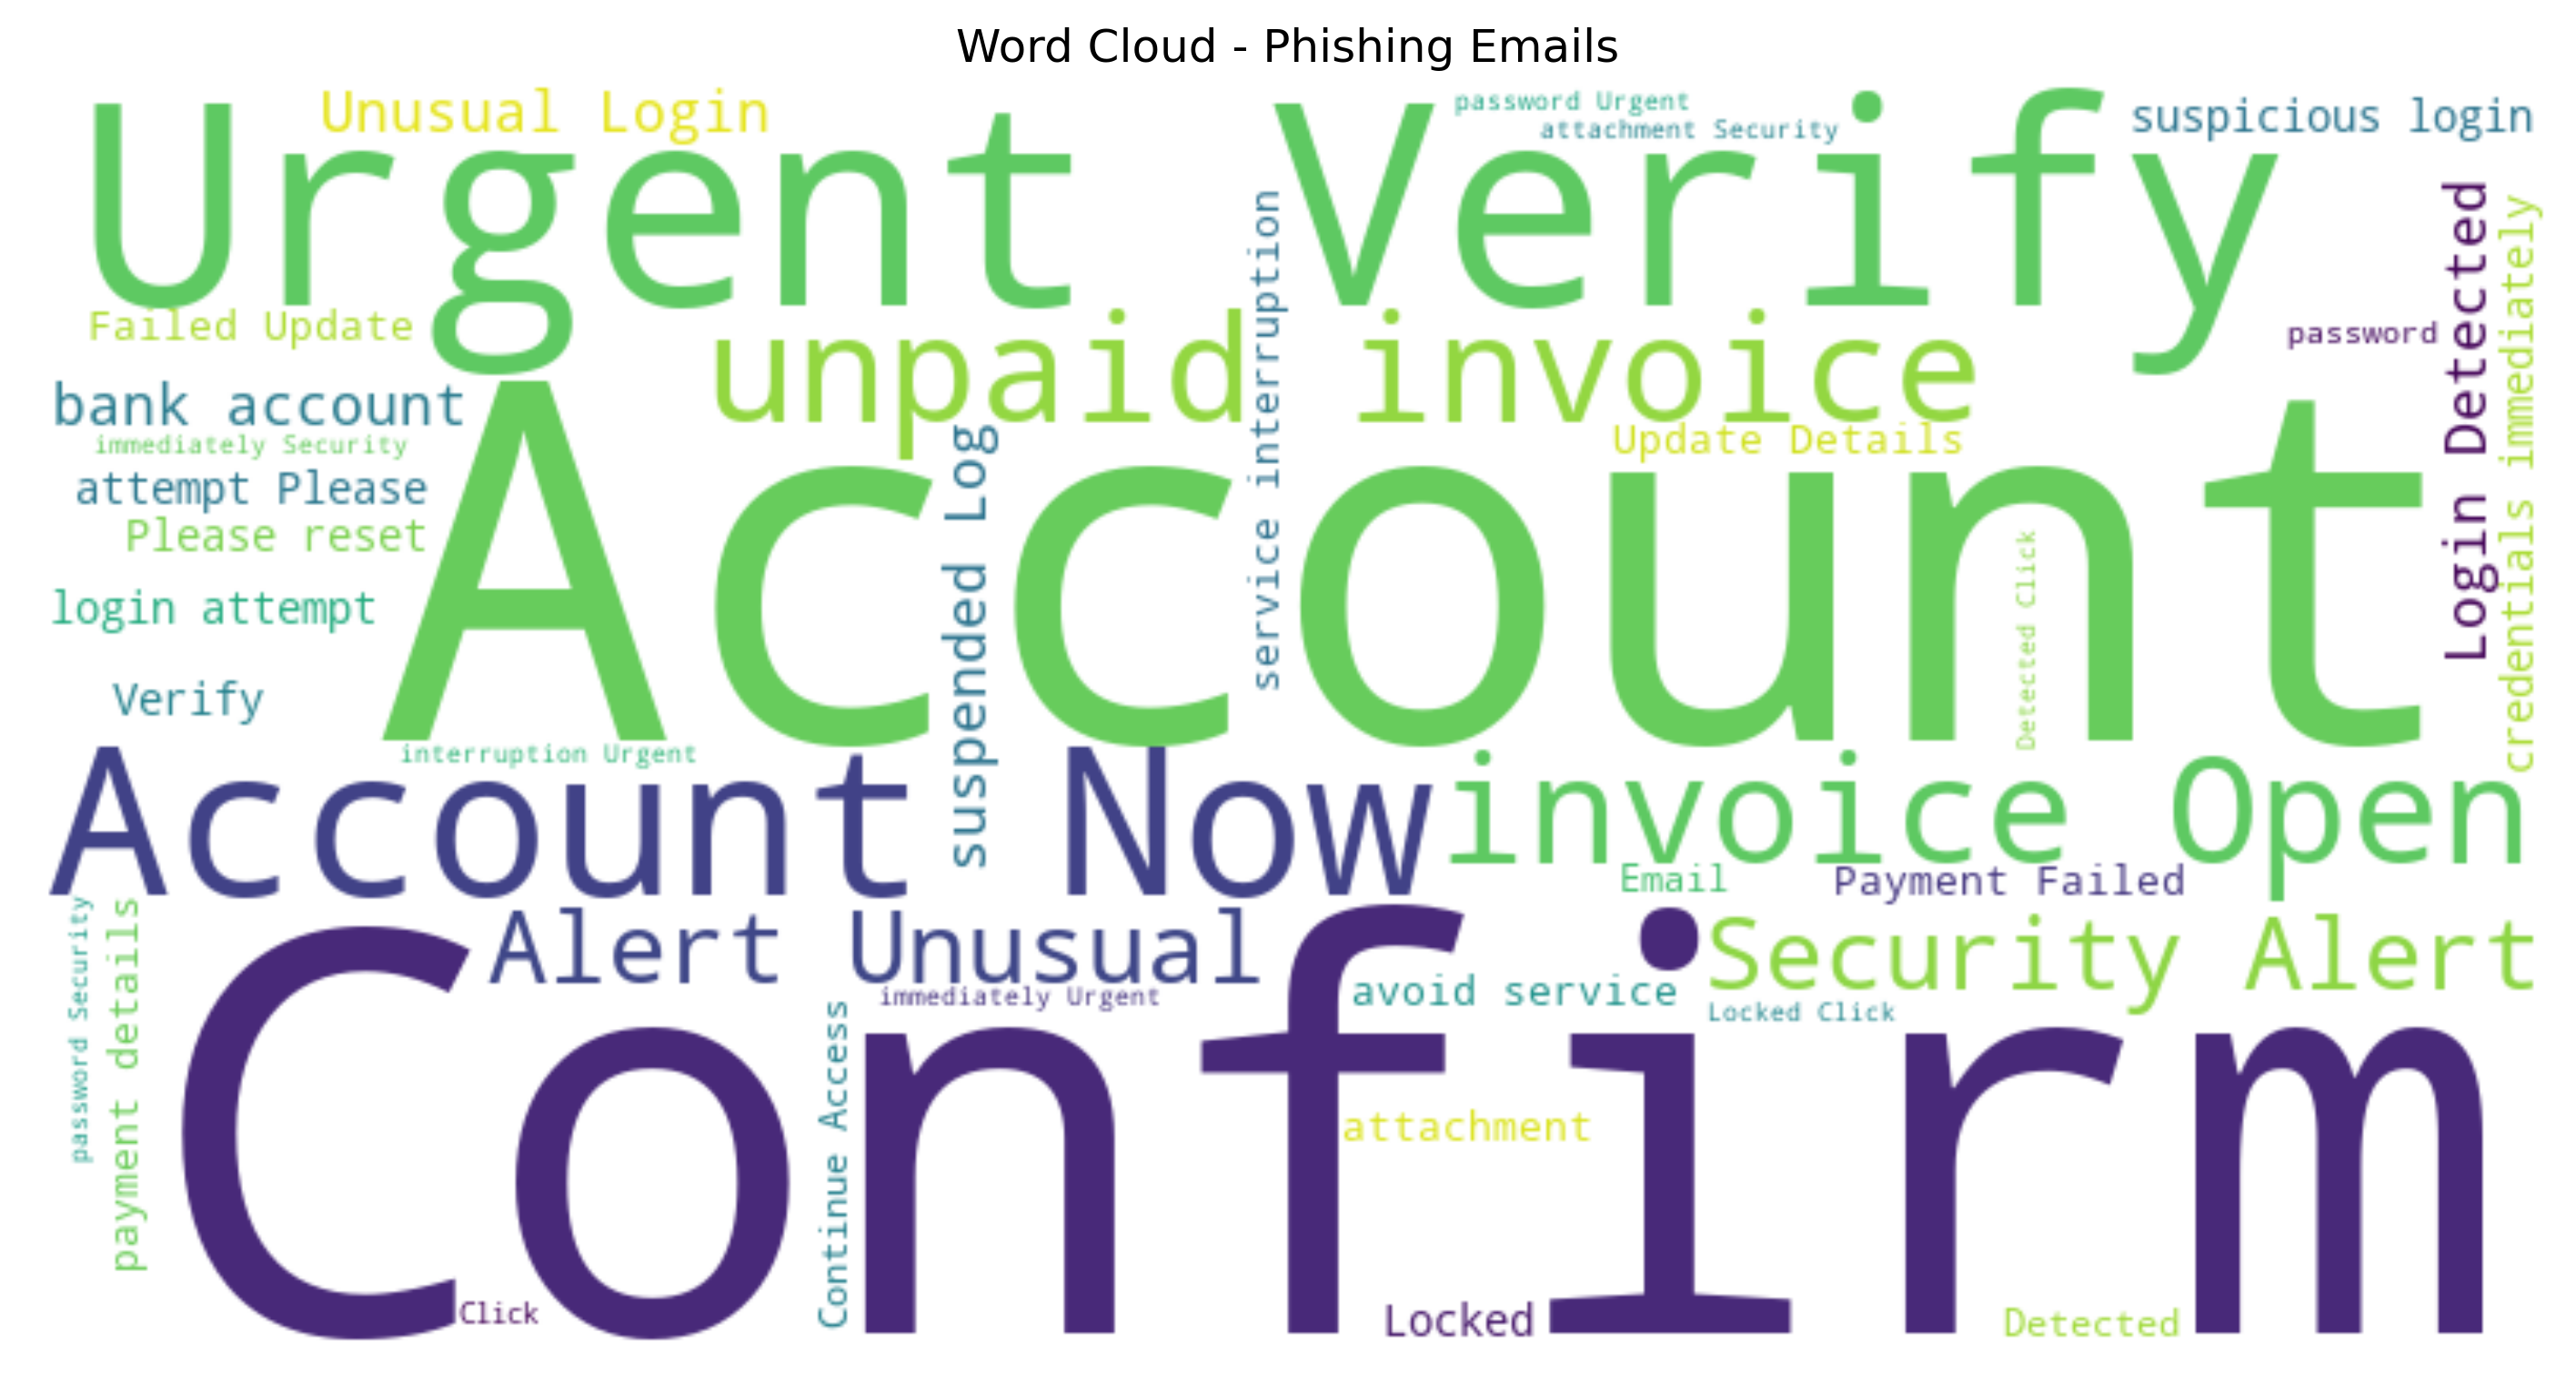 Word Cloud - Phishing Emails
Urgent Verify
Unusual Login
password Urgent
attachment Security
suspicious login
Failed Update
unpaid invoice
service interruption
password
Login Detected
credentials immediately
bank account
immediately Security
attempt Please
Please reset
login attempt
Verify
Account
suspended Log
Update Details
Detected Click
interruption Urgent
Account Now
invoice Open
Email
Payment Failed
Alert Unusual
Security Alert
immediately Urgent
avoid service
Locked Click
password Security
payment details
Confirm
Continue Access
attachment
Click
Locked
Detected